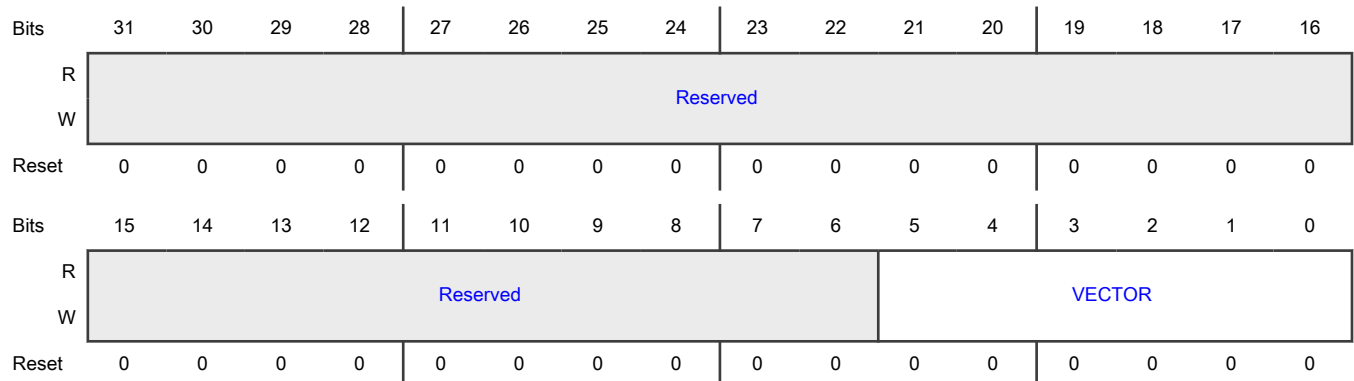 Bits 31 30 29 28 27 26 25 24 23 22 21 20 19 18 17 16
R
Reserved
W
Reset 0 0 0 0 0 0 0 0 0 0 0 0 0 0 0 0
Bits 15 14 13 12 11 10 9 8 7 6 5 4 3 2 1 0
R
Reserved VECTOR
W
Reset 0 0 0 0 0 0 0 0 0 0 0 0 0 0 0 0